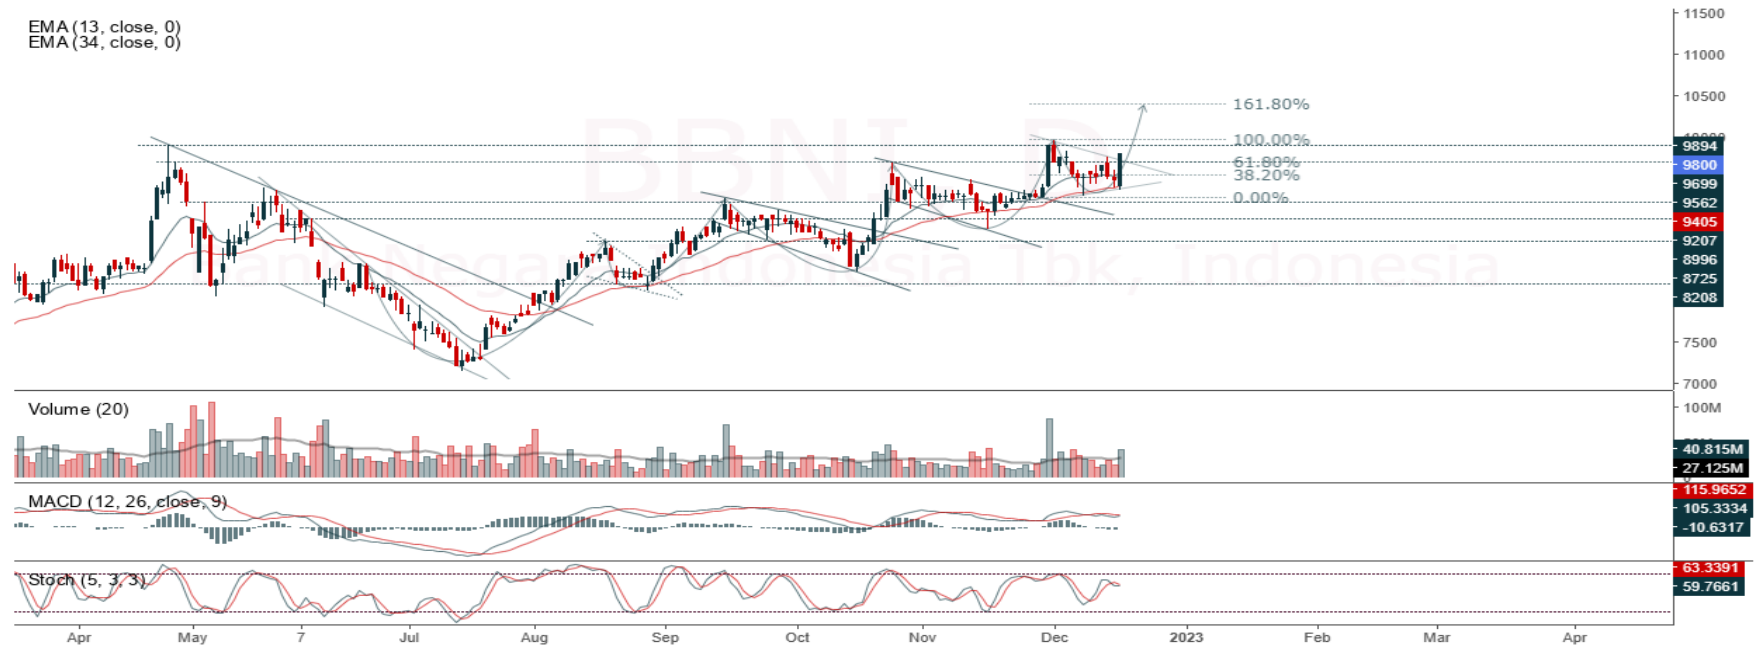 EMA (13, close, 0)
EMA (34, close, 0)
BBNI, D
Bank Negara Indonesia Tbk, Indonesia
161.80%
100.00%
61.80%
38.20%
0.00%
11500
11000
10500
10000
9894
9800
9699
9562
9405
9207
8996
8725
8208
7500
7000
Volume (20)
100M
40.815M
27.125M
0
MACD (12, 26, close, 9)
115.9652
105.3334
-10.6317
Stoch (5, 3, 3)
63.3391
59.7661
Apr
May
7
Jul
Aug
Sep
Oct
Nov
Dec
2023
Feb
Mar
Apr